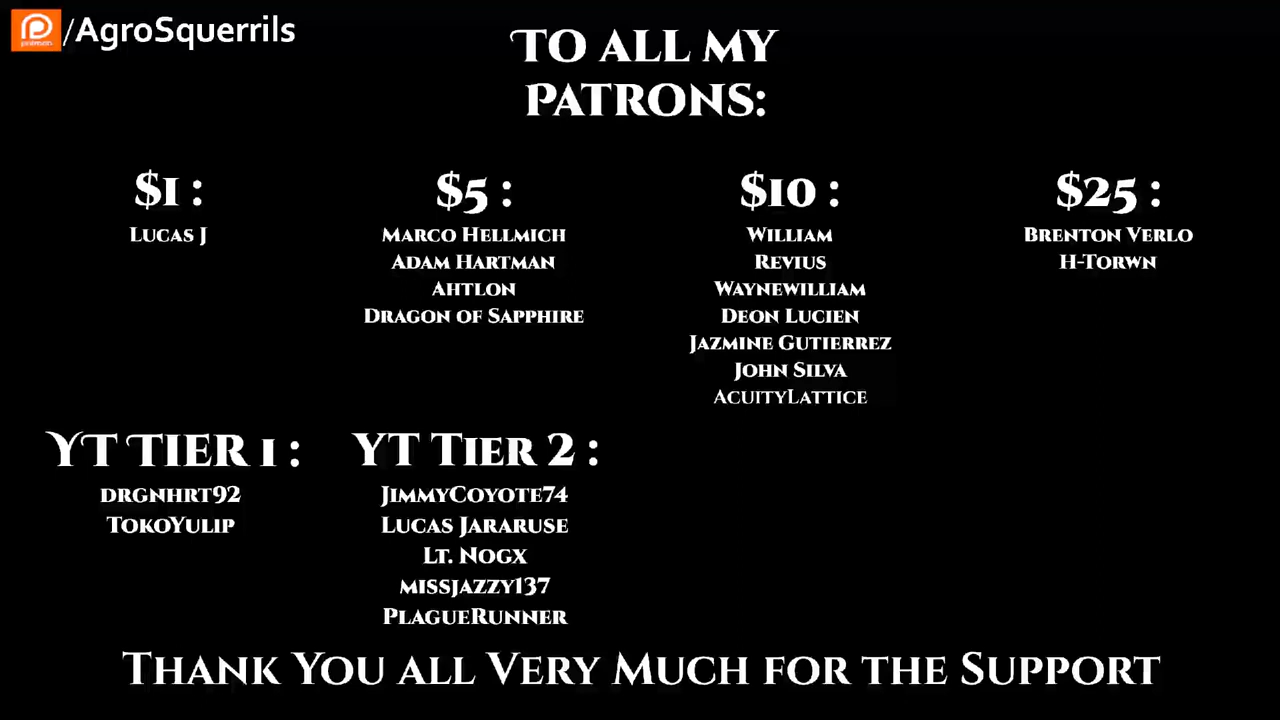 patreon
/AgroSquerrils
To all my
Patrons:
$1 :
Lucas J
$5 :
Marco Hellmich
Adam Hartman
Ahtlon
Dragon of Sapphire
$10 :
William
Revius
Waynewilliam
Deon Lucien
Jazmine Gutierrez
John Silva
AcuityLattice
$25 :
Brenton Verlo
H-Torwn
YT Tier 1 :
drgnhrt92
TokoYulip
YT Tier 2 :
JimmyCoyote74
Lucas Jararuse
Lt. Nogx
missjazzy137
PlagueRunner
Thank You all Very Much for the Support